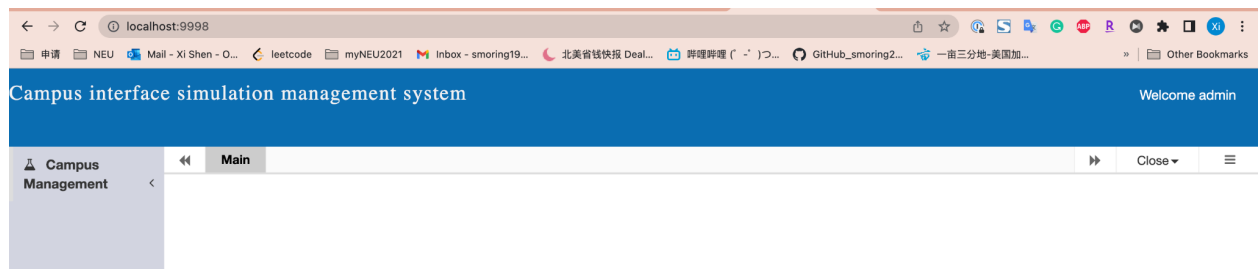 localhost:9998
申请 NEU Mail - Xi Shen - O... leetcode myNEU2021 Inbox - smoring19... 北美省钱快报 Deal... 哔哩哔哩 (゜-゜)つ... GitHub_smoring2... 一亩三分地-美国加... » Other Bookmarks
Campus interface simulation management system Welcome admin
Campus Management
Main
Close